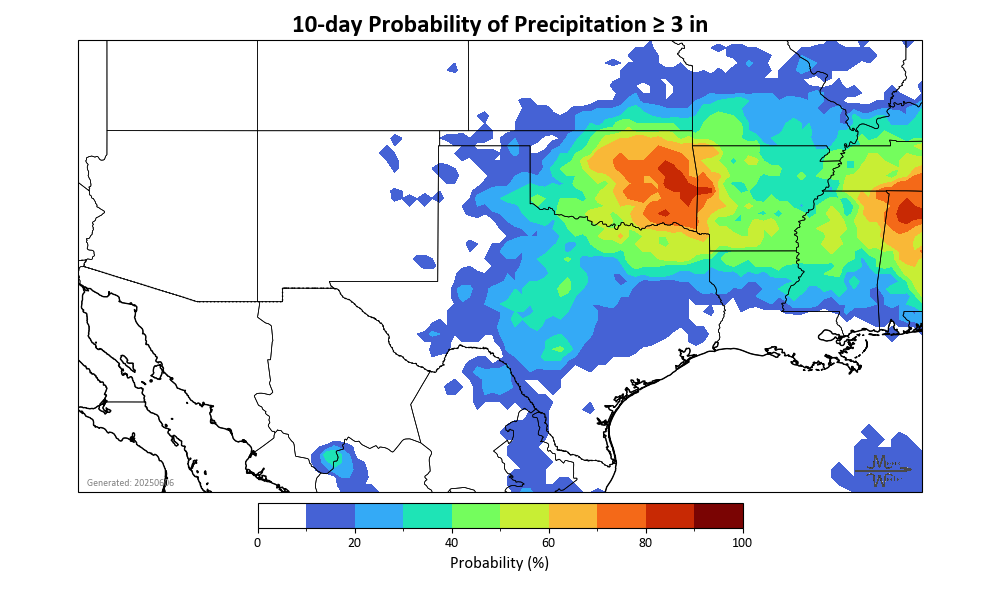 10-day Probability of Precipitation ≥ 3 in
Generated: 20250606
0 20 40 60 80 100
Probability (%)